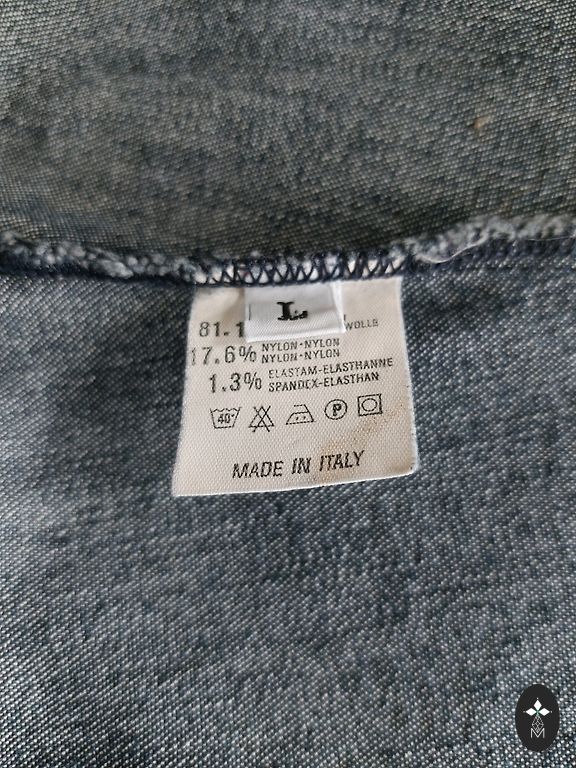 L
81.1 WOLLE
17.6% NYLON-NYLON
NYLON-NYLON
1.3% ELASTAM-ELASTHANNE
SPANDEX-ELASTHAN
40° P
MADE IN ITALY
M